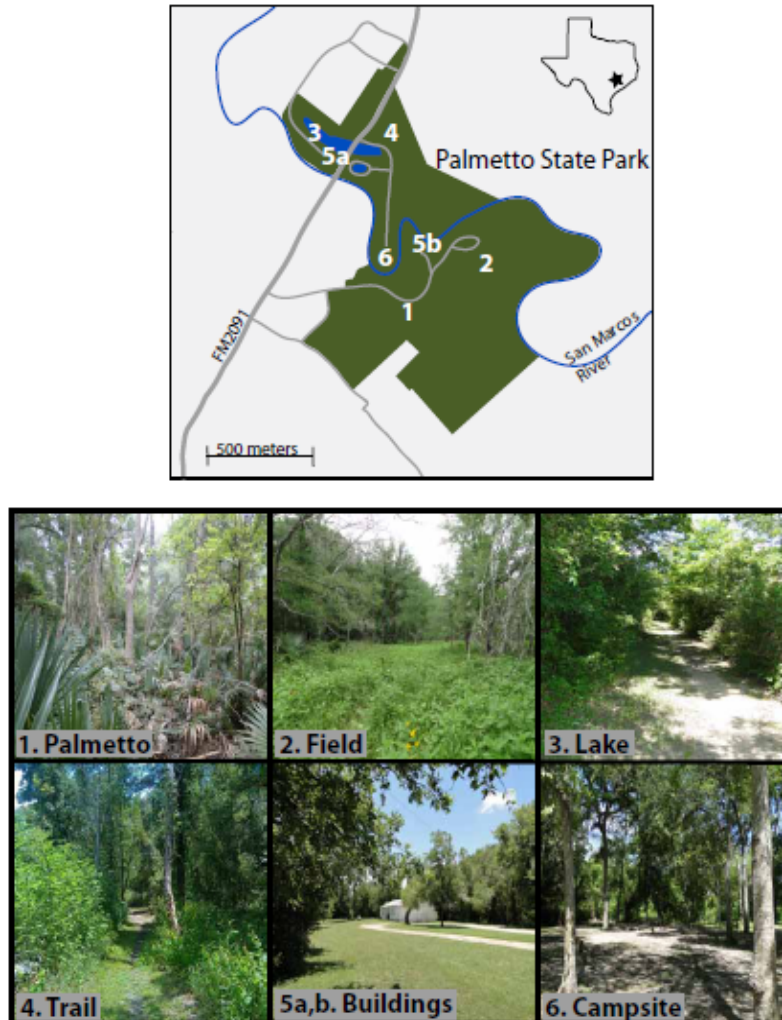 3
4
5a
Palmetto State Park
5b
6
2
1
FM2091
San Marcos
River
500 meters
1. Palmetto
2. Field
3. Lake
4. Trail
5a,b. Buildings
6. Campsite